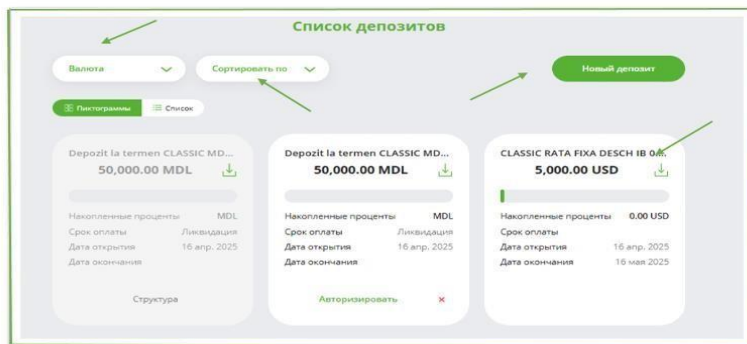 Список депозитов
Валюта
Сортировать по
Новый депозит
Пиктограммы
Список
Depozit la termen CLASSIC MD...
50,000.00 MDL
Накопленные проценты MDL
Срок оплаты Ликвидация
Дата открытия 16 апр. 2025
Дата окончания
Структура
Depozit la termen CLASSIC MD...
50,000.00 MDL
Накопленные проценты MDL
Срок оплаты Ликвидация
Дата открытия 16 апр. 2025
Дата окончания
Авторизировать
CLASSIC RATA FIXA DESCH IB 0...
5,000.00 USD
Накопленные проценты 0.00 USD
Срок оплаты
Дата открытия 16 апр. 2025
Дата окончания 16 мая 2025